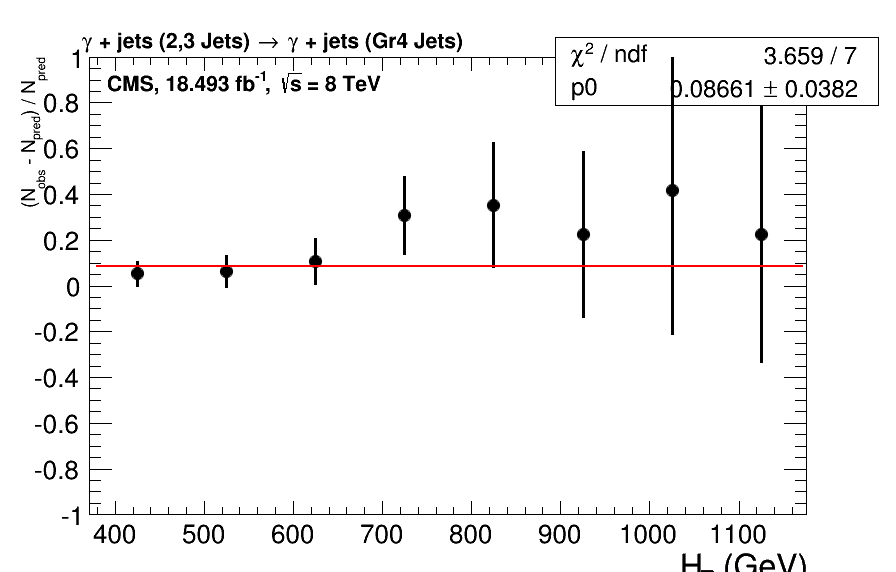 γ + jets (2,3 Jets) → γ + jets (Gr4 Jets)
CMS, 18.493 fb⁻¹, √s = 8 TeV
χ² / ndf 3.659 / 7
p0 0.08661 ± 0.0382
(N_obs - N_pred) / N_pred
1
0.8
0.6
0.4
0.2
0
-0.2
-0.4
-0.6
-0.8
-1
400 500 600 700 800 900 1000 1100
(GeV)